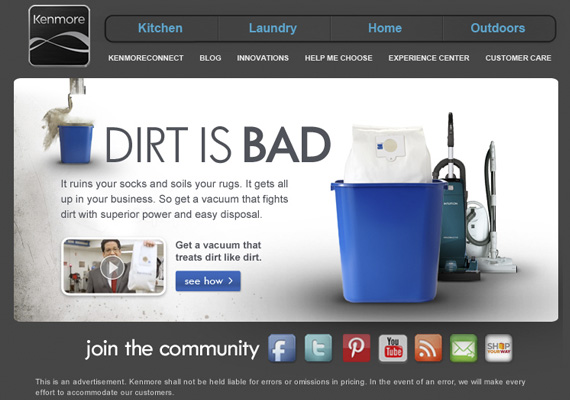 Kenmore
Kitchen Laundry Home Outdoors
KENMORECONNECT BLOG INNOVATIONS HELP ME CHOOSE EXPERIENCE CENTER CUSTOMER CARE
DIRT IS BAD
It ruins your socks and soils your rugs. It gets all
up in your business. So get a vacuum that fights
dirt with superior power and easy disposal.
Get a vacuum that
treats dirt like dirt.
see how >
join the community
You
Tube
SHOP
YOURWAY
This is an advertisement. Kenmore shall not be held liable for errors or omissions in pricing. In the event of an error, we will make every
effort to accommodate our customers.